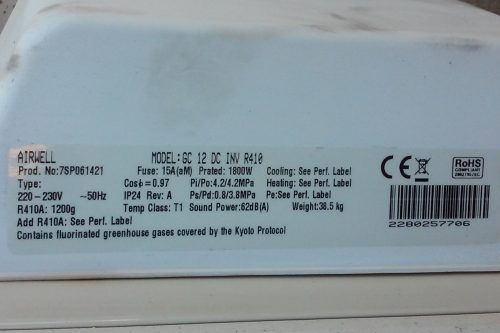 AIRWELL MODEL:GC 12 DC INV R410
Prod. No:7SP061421 Fuse: 15A(aM) Prated: 1800W Cooling: See Perf. Label
Type: Cosϕ=0.97 Pi/Po:4.2/4.2MPa Heating: See Perf. Label
220-230V ~50Hz IP24 Rev: A Ps/Pd:0.8/3.8MPa Pe:See Perf. Label
R410A: 1200g Temp Class: T1 Sound Power:62dB(A) Weight:38.5 kg
Add R410A: See Perf. Label
Contains fluorinated greenhouse gases covered by the Kyoto Protocol
CE
RoHS
COMPLIANT
2280257706